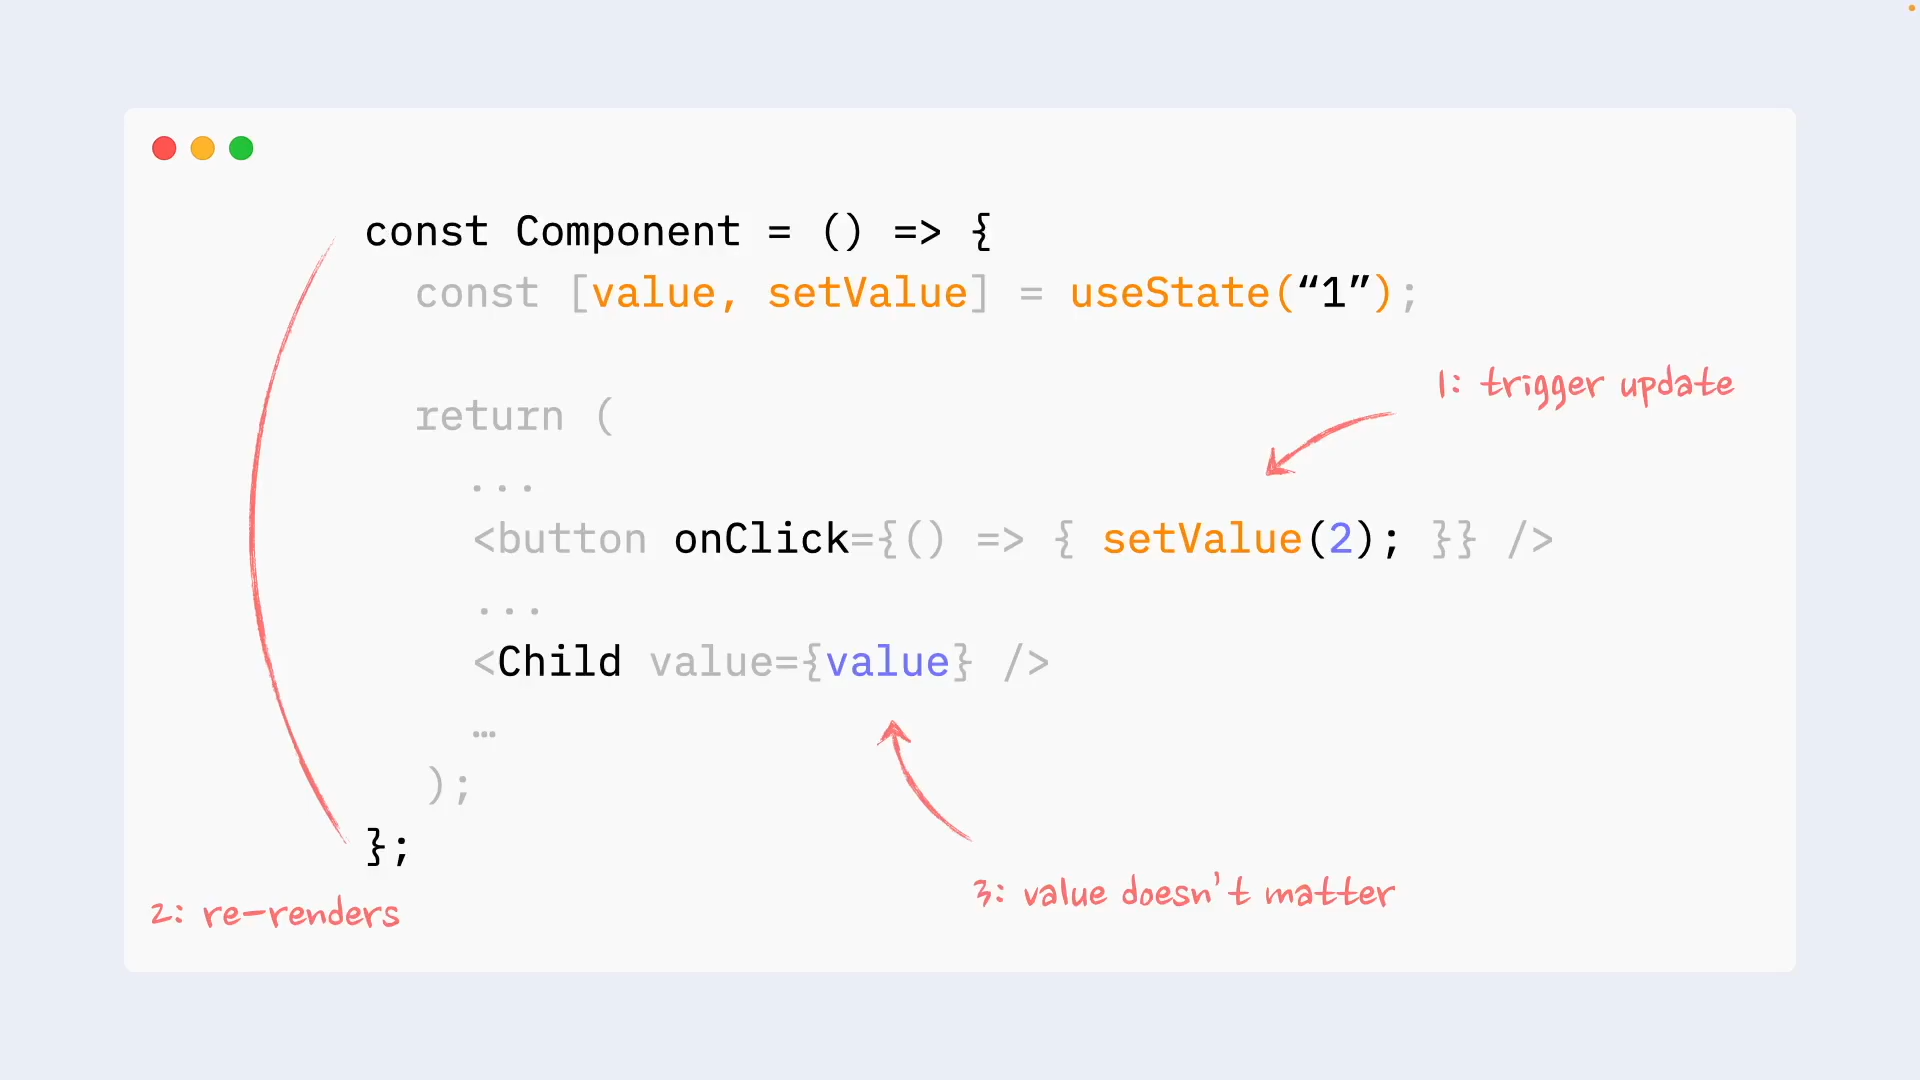 const Component = () => {
const [value, setValue] = useState(“1”);
1: trigger update
return (
...
<button onClick={() => { setValue(2); }} />
...
<Child value={value} />
…
);
};
3: value doesn't matter
2: re-renders